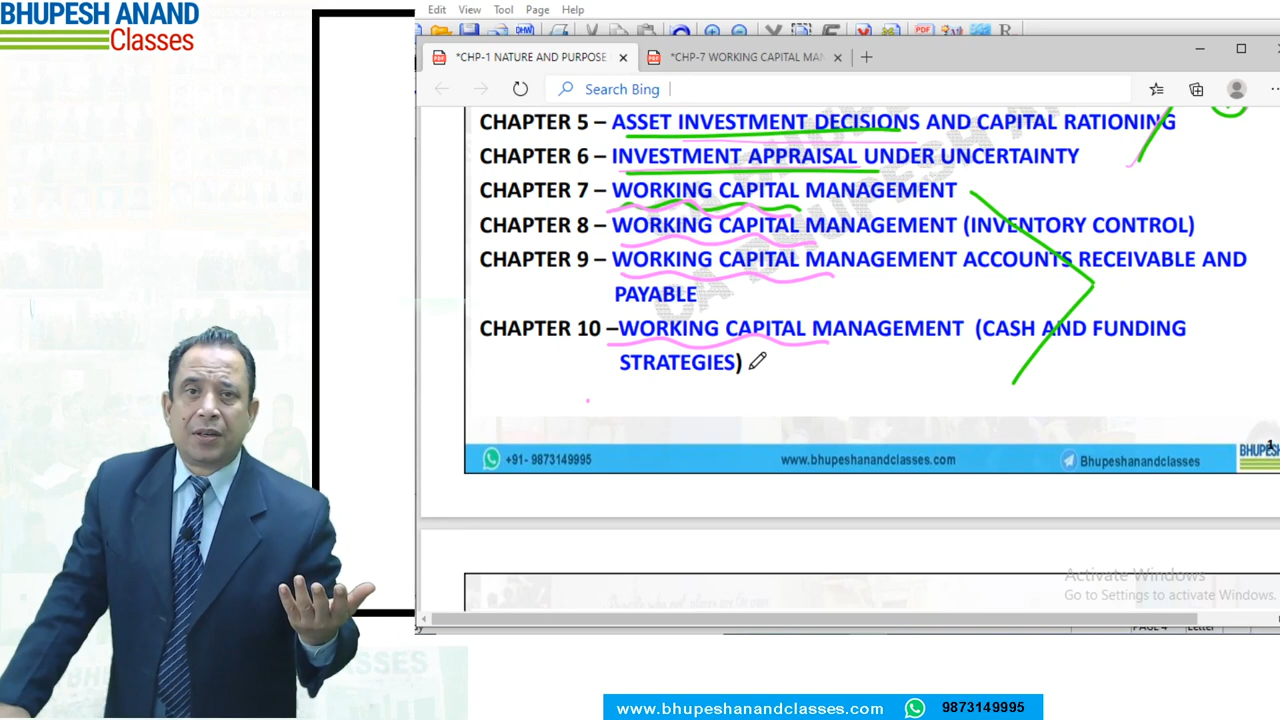 BHUPESH ANAND
Classes
Edit View Tool Page Help
*CHP-1 NATURE AND PURPOSE
*CHP-7 WORKING CAPITAL MAN
Search Bing
CHAPTER 5 – ASSET INVESTMENT DECISIONS AND CAPITAL RATIONING
CHAPTER 6 – INVESTMENT APPRAISAL UNDER UNCERTAINTY
CHAPTER 7 – WORKING CAPITAL MANAGEMENT
CHAPTER 8 – WORKING CAPITAL MANAGEMENT (INVENTORY CONTROL)
CHAPTER 9 – WORKING CAPITAL MANAGEMENT ACCOUNTS RECEIVABLE AND
PAYABLE
CHAPTER 10 –WORKING CAPITAL MANAGEMENT (CASH AND FUNDING
STRATEGIES)
+91- 9873149995 www.bhupeshanandclasses.com Bhupeshanandclasses
1
Activate Windows
Go to Settings to activate Windows.
www.bhupeshanandclasses.com 9873149995